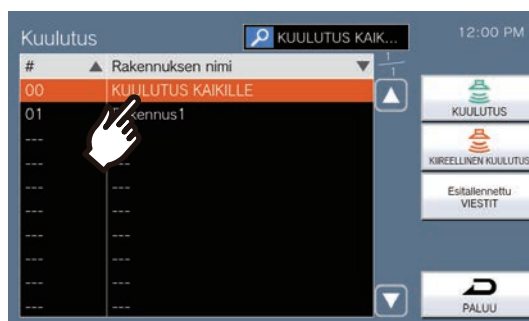 Kuulutus
KUULUTUS KAIK...
12:00 PM
# Rakennuksen nimi
1/1
00 KUULUTUS KAIKILLE
01 kennus1
---
---
--- ---
--- ---
--- ---
--- ---
--- ---
KUULUTUS
KIIREELLINEN KUULUTUS
Esitallennettu
VIESTIT
PALUU